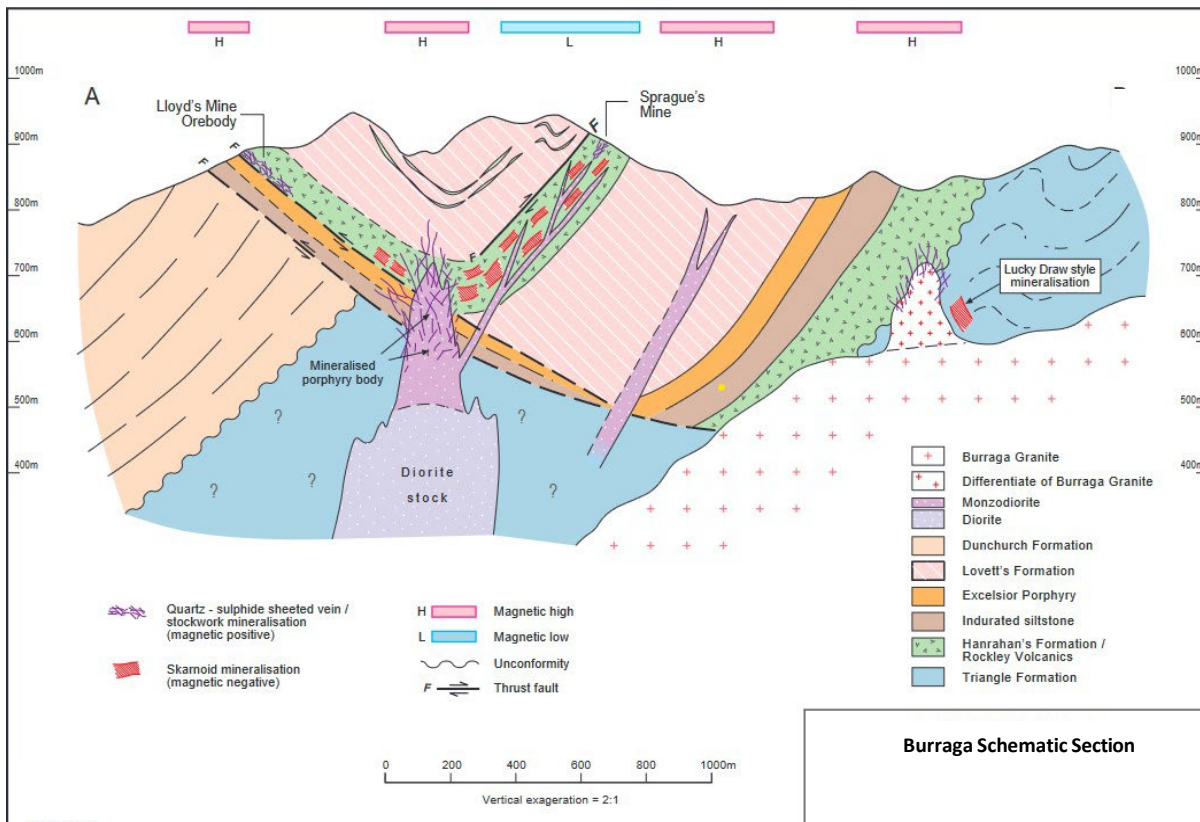 H
H
L
H
H
1000m
1000m
A
Lloyd's Mine
Orebody
Sprague's
Mine
F
F
F
F
900m
900m
800m
800m
700m
700m
Lucky Draw style
mineralisation
600m
600m
Mineralised
porphyry body
500m
500m
400m
400m
?
?
?
?
?
Diorite
stock
Burraga Granite
Differentiate of Burraga Granite
Monzodiorite
Diorite
Dunchurch Formation
Lovett's Formation
Excelsior Porphyry
Indurated siltstone
Hanrahan's Formation /
Rockley Volcanics
Triangle Formation
Quartz - sulphide sheeted vein /
stockwork mineralisation
(magnetic positive)
Skarnoid mineralisation
(magnetic negative)
H Magnetic high
L Magnetic low
Unconformity
F Thrust fault
Burraga Schematic Section
0 200 400 600 800 1000m
Vertical exageration = 2:1